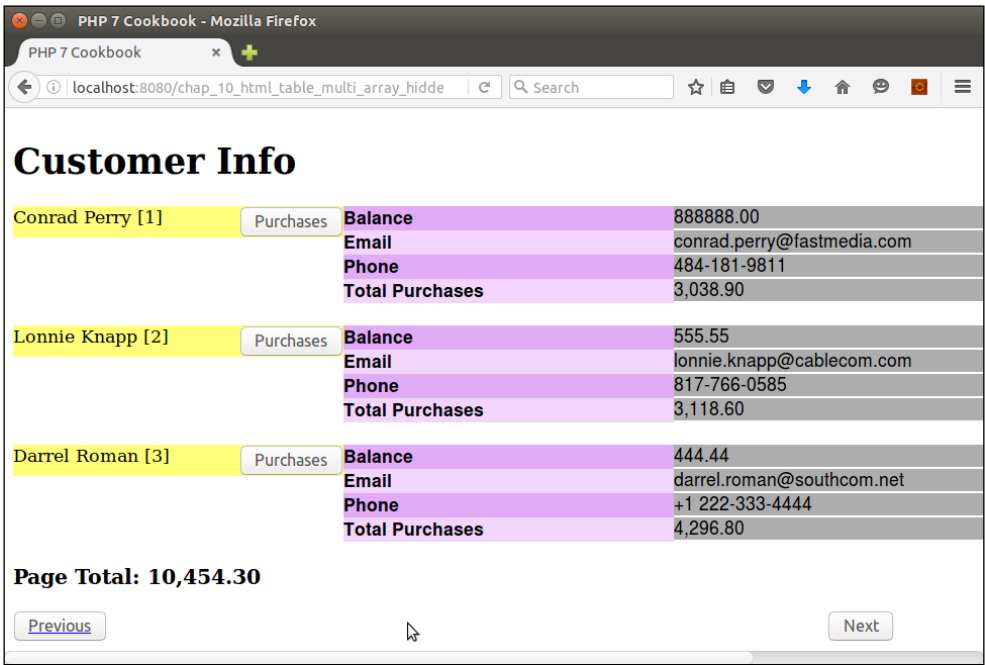 PHP 7 Cookbook - Mozilla Firefox
PHP 7 Cookbook
localhost:8080/chap_10_html_table_multi_array_hidde
Search
Customer Info
Conrad Perry [1] Purchases Balance 888888.00
Email conrad.perry@fastmedia.com
Phone 484-181-9811
Total Purchases 3,038.90
Lonnie Knapp [2] Purchases Balance 555.55
Email lonnie.knapp@cablecom.com
Phone 817-766-0585
Total Purchases 3,118.60
Darrel Roman [3] Purchases Balance 444.44
Email darrel.roman@southcom.net
Phone +1 222-333-4444
Total Purchases 4,296.80
Page Total: 10,454.30
Previous Next